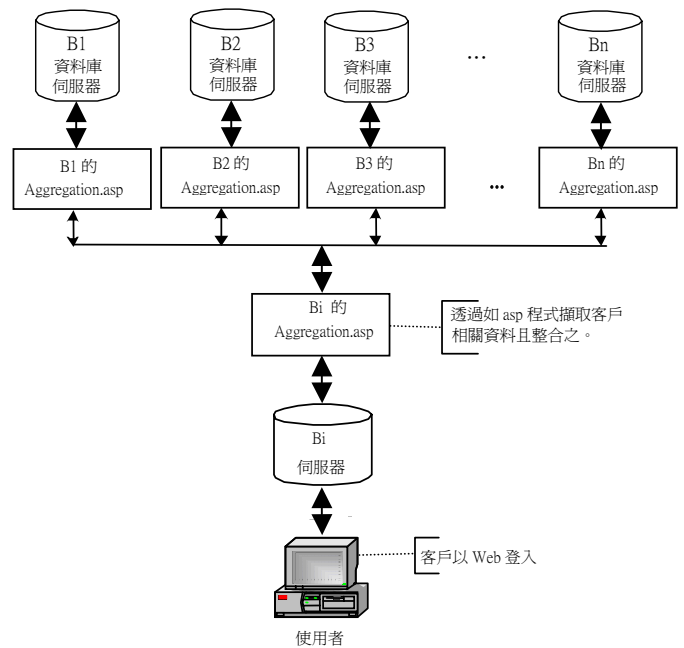 B1
資料庫
伺服器
B2
資料庫
伺服器
B3
資料庫
伺服器
…
Bn
資料庫
伺服器
B1 的
Aggregation.asp
B2 的
Aggregation.asp
B3 的
Aggregation.asp
...
Bn 的
Aggregation.asp
Bi 的
Aggregation.asp
透過如 asp 程式擷取客戶
相關資料且整合之。
Bi
伺服器
客戶以 Web 登入
使用者